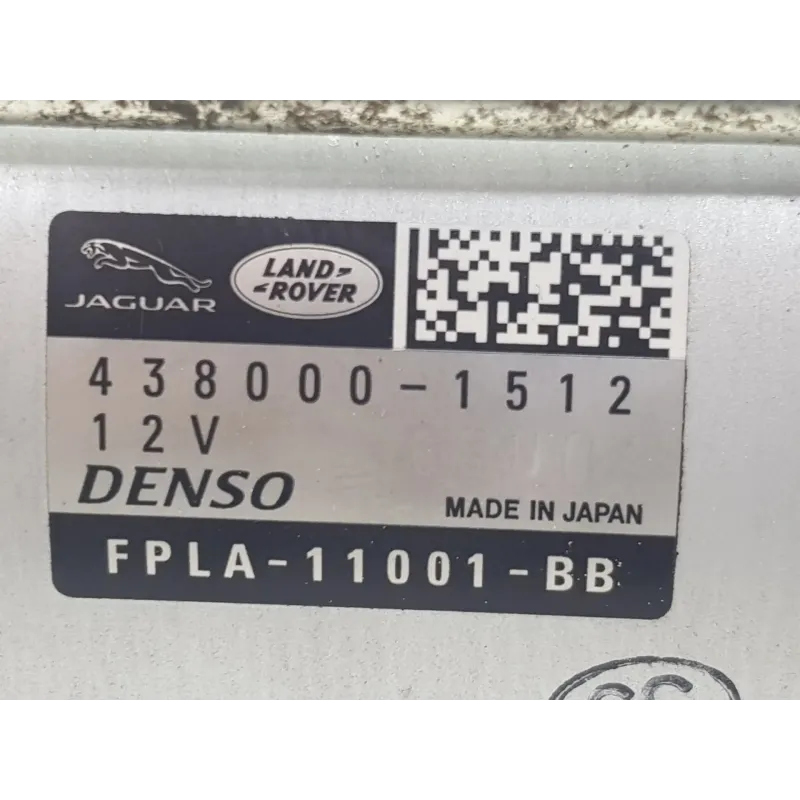 JAGUAR
LAND-
-ROVER
438000-1512
12V
DENSO
MADE IN JAPAN
FPLA-11001-BB